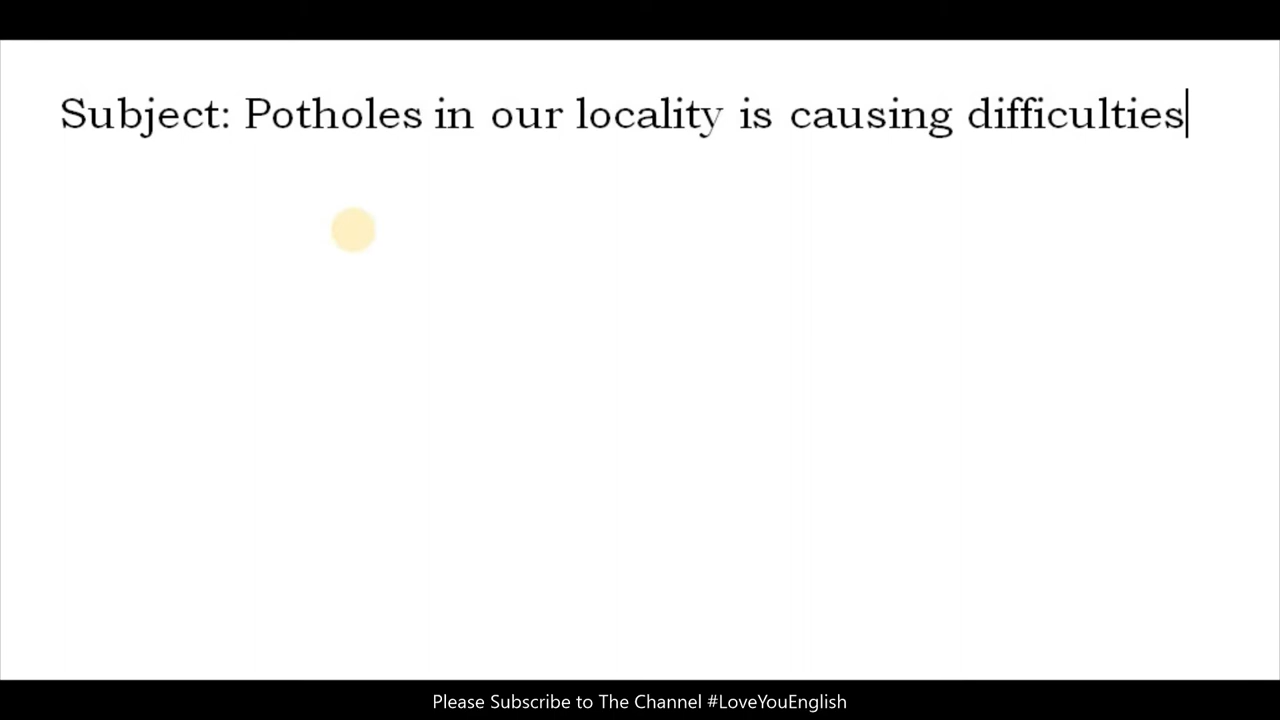 Subject: Potholes in our locality is causing difficulties
Please Subscribe to The Channel #LoveYouEnglish